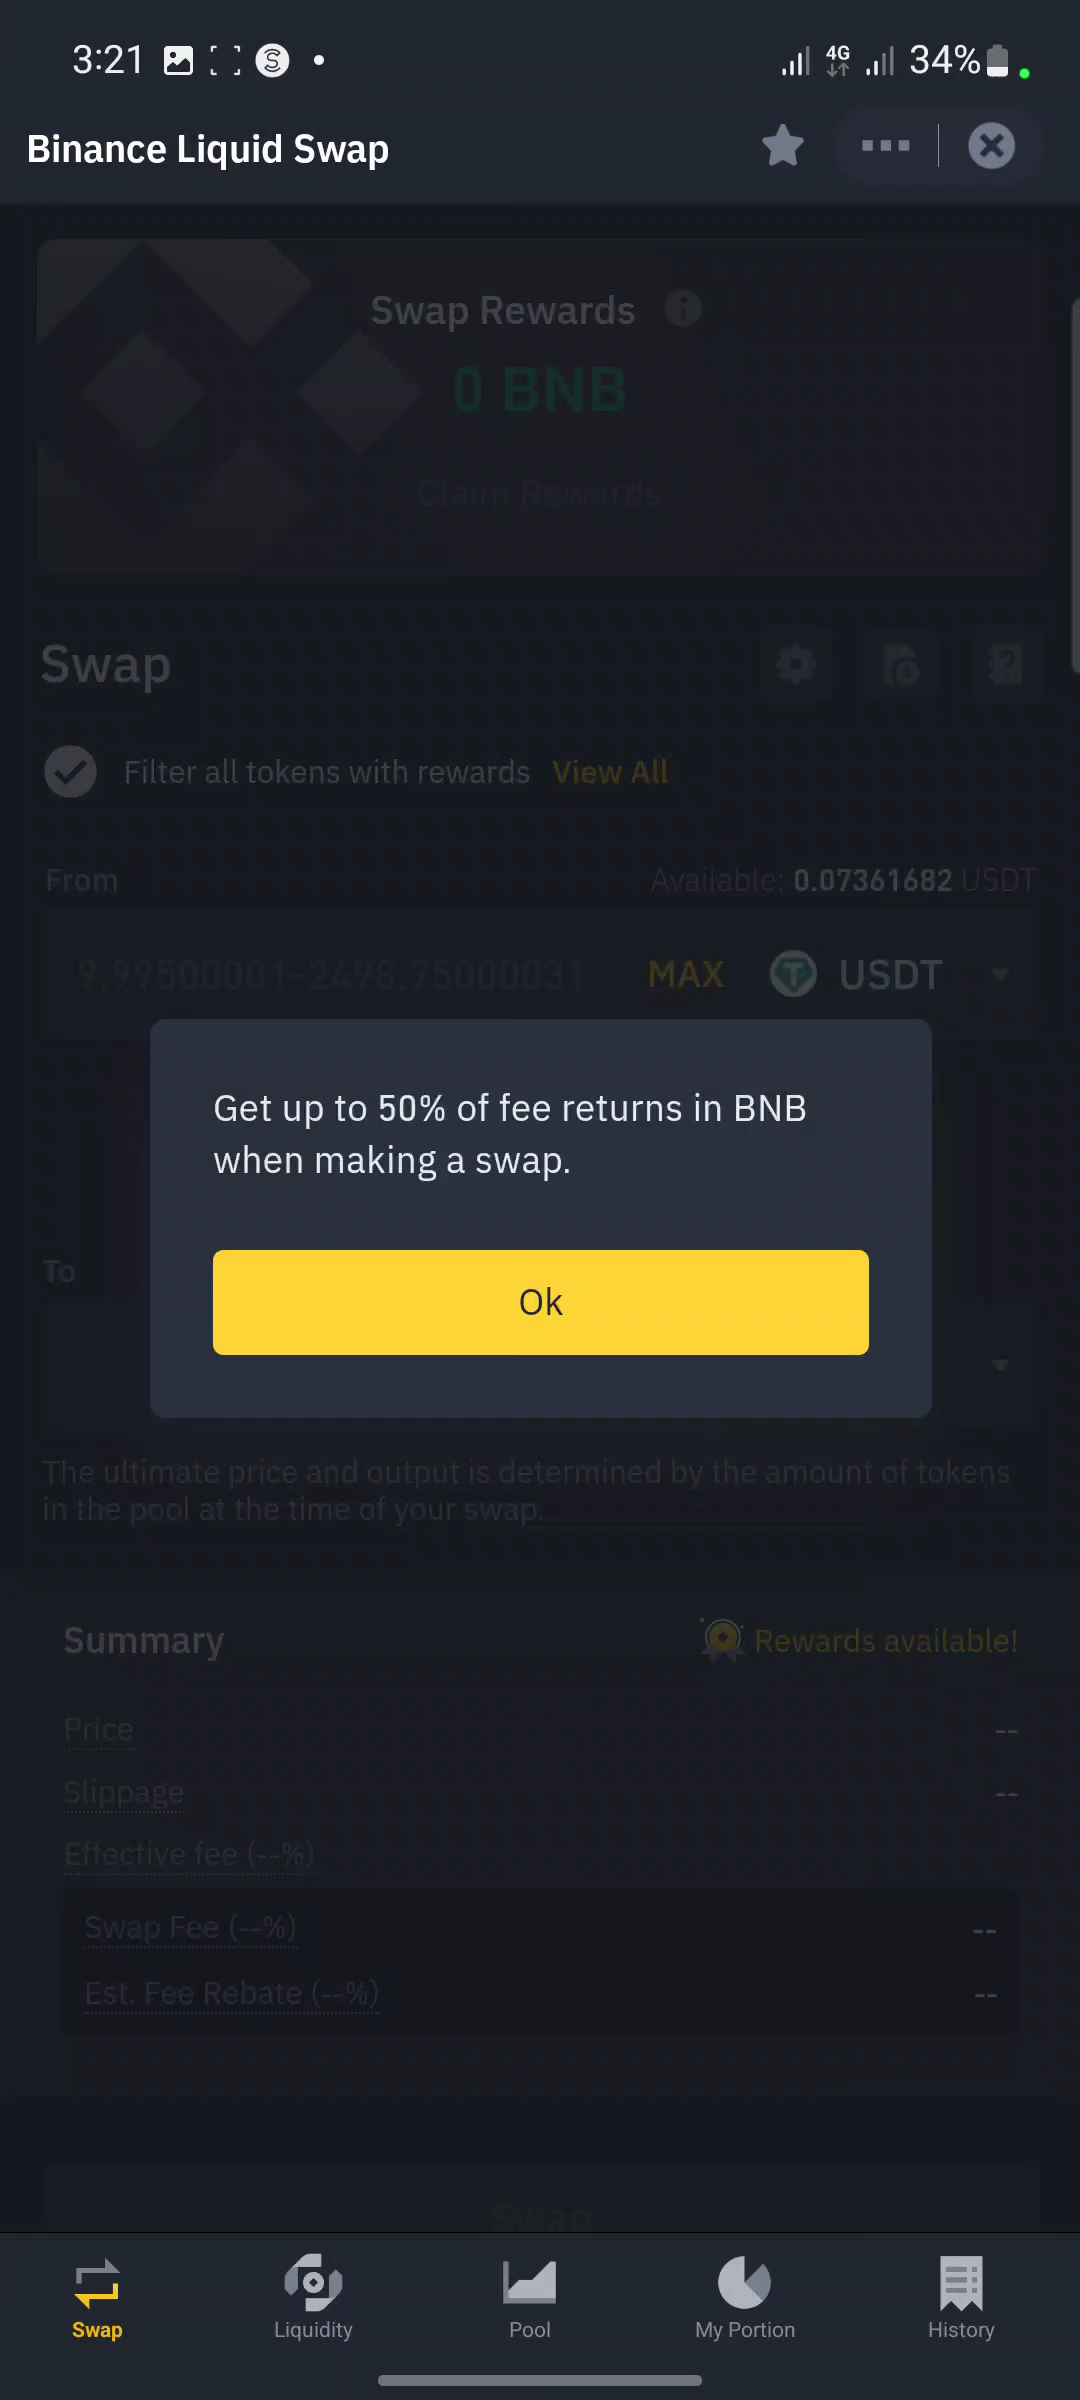 3:21
4G
34%
Binance Liquid Swap
Swap Rewards
0 BNB
Claim Rewards
Swap
Filter all tokens with rewards View All
From
Available: 0.07361682 USDT
9.99500001-2498.75000031 MAX USDT
Get up to 50% of fee returns in BNB
when making a swap.
Ok
To
The ultimate price and output is determined by the amount of tokens
in the pool at the time of your swap.
Summary
Rewards available!
Price --
Slippage --
Effective fee (--%)
Swap Fee (--%) --
Est. Fee Rebate (--%) --
Swap
Swap
Liquidity
Pool
My Portion
History